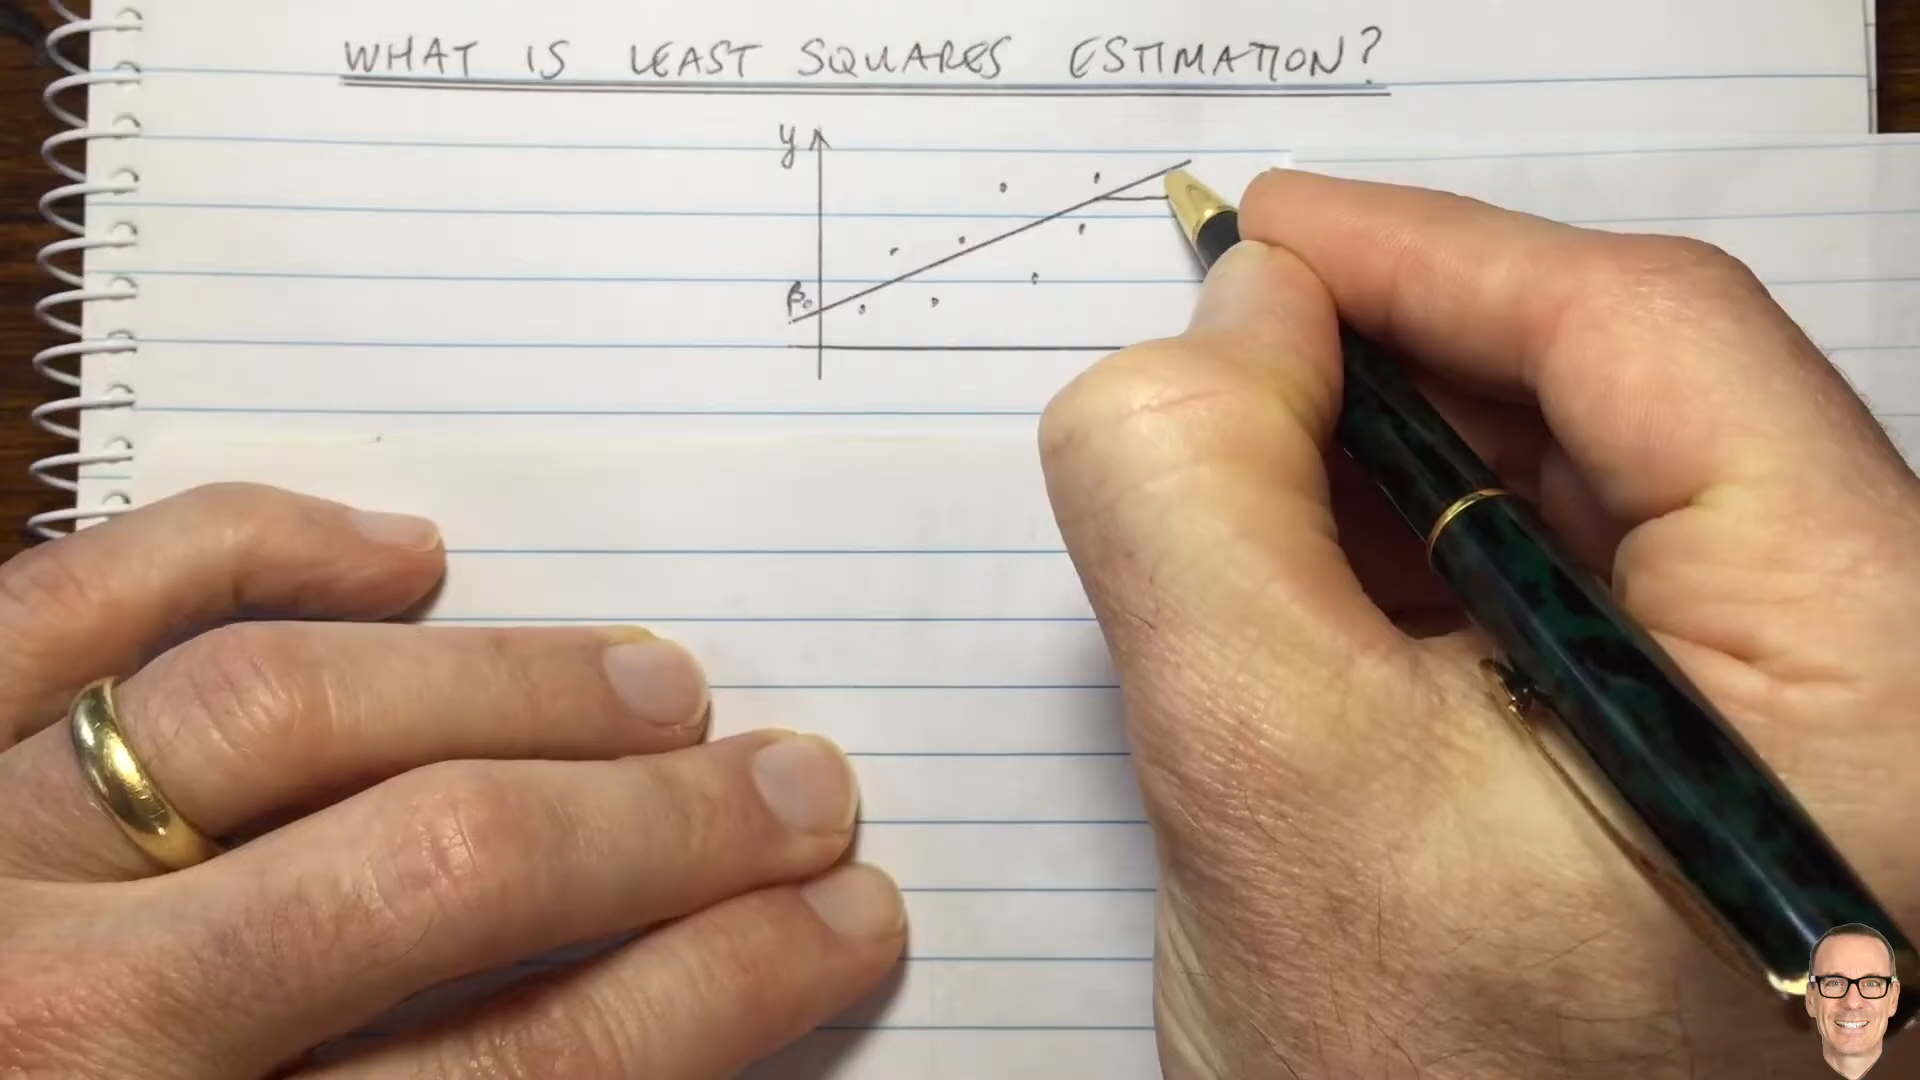 WHAT IS LEAST SQUARES ESTIMATION?
y
β₀